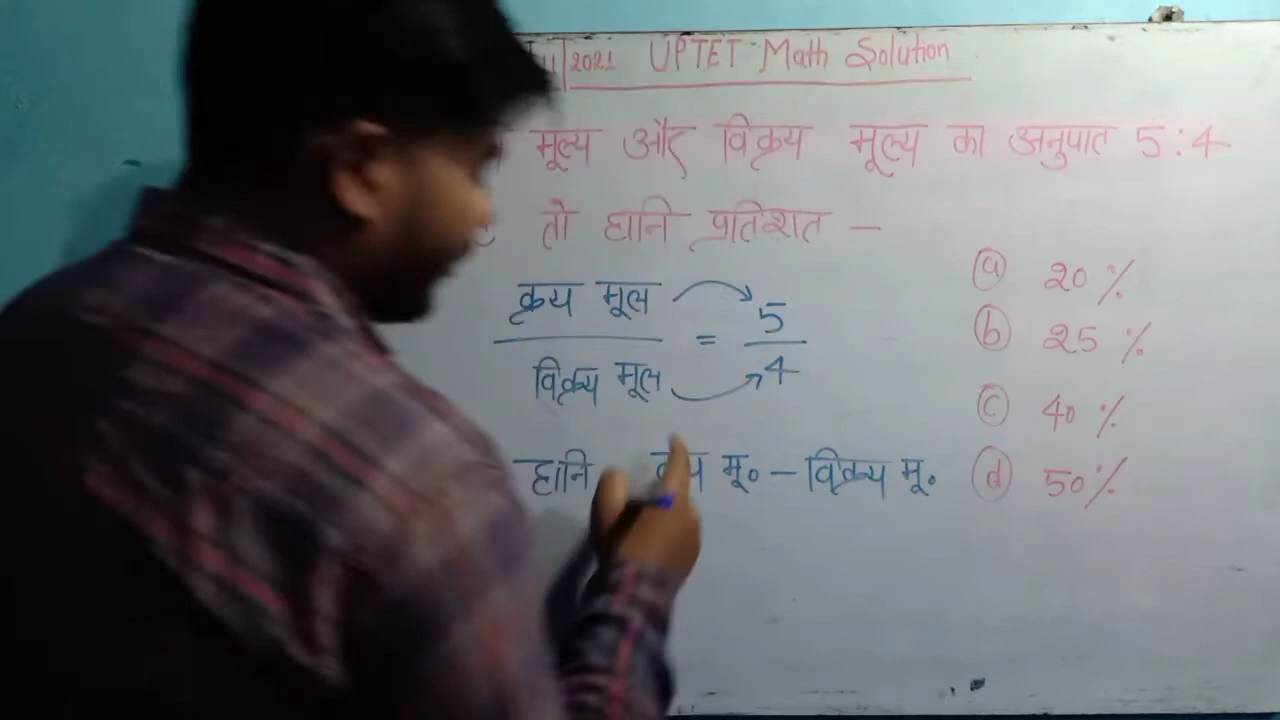 2021 UPTET Math Solution
मूल्य और विक्रय मूल्य का अनुपात 5:4
तो हानि प्रतिशत –
क्रय मूल्य
विक्रय मूल्य
=
5
4
हानि क्रय मू० – विक्रय मू०
(a) 20%
(b) 25%
(c) 40%
(d) 50%